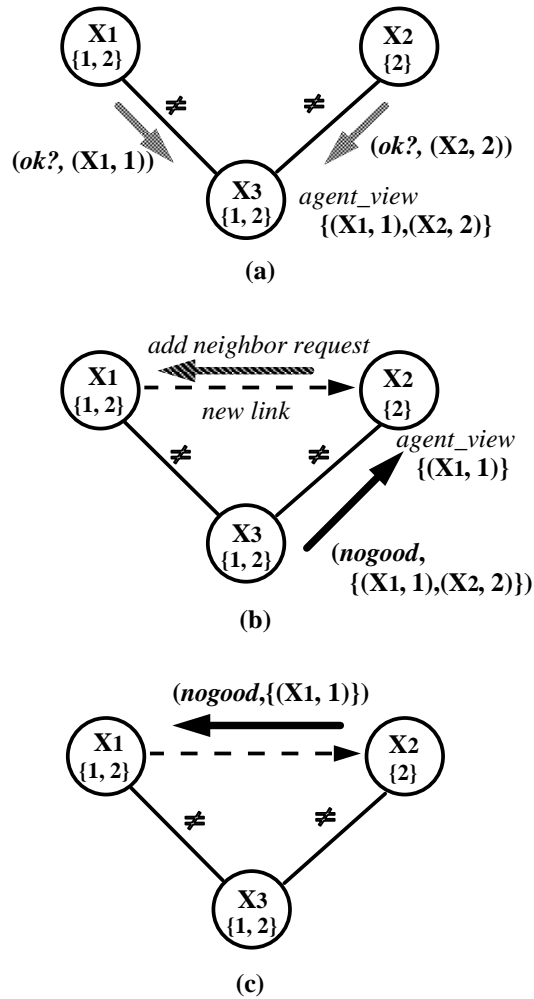 X1
{1, 2}
X2
{2}
≠
≠
(ok?, (X1, 1))
(ok?, (X2, 2))
X3
{1, 2}
agent_view
{(X1, 1),(X2, 2)}
(a)
add neighbor request
X1
{1, 2}
X2
{2}
new link
agent_view
{(X1, 1)}
≠
≠
X3
{1, 2}
(nogood,
{(X1, 1),(X2, 2)})
(b)
(nogood,{(X1, 1)})
X1
{1, 2}
X2
{2}
≠
≠
X3
{1, 2}
(c)